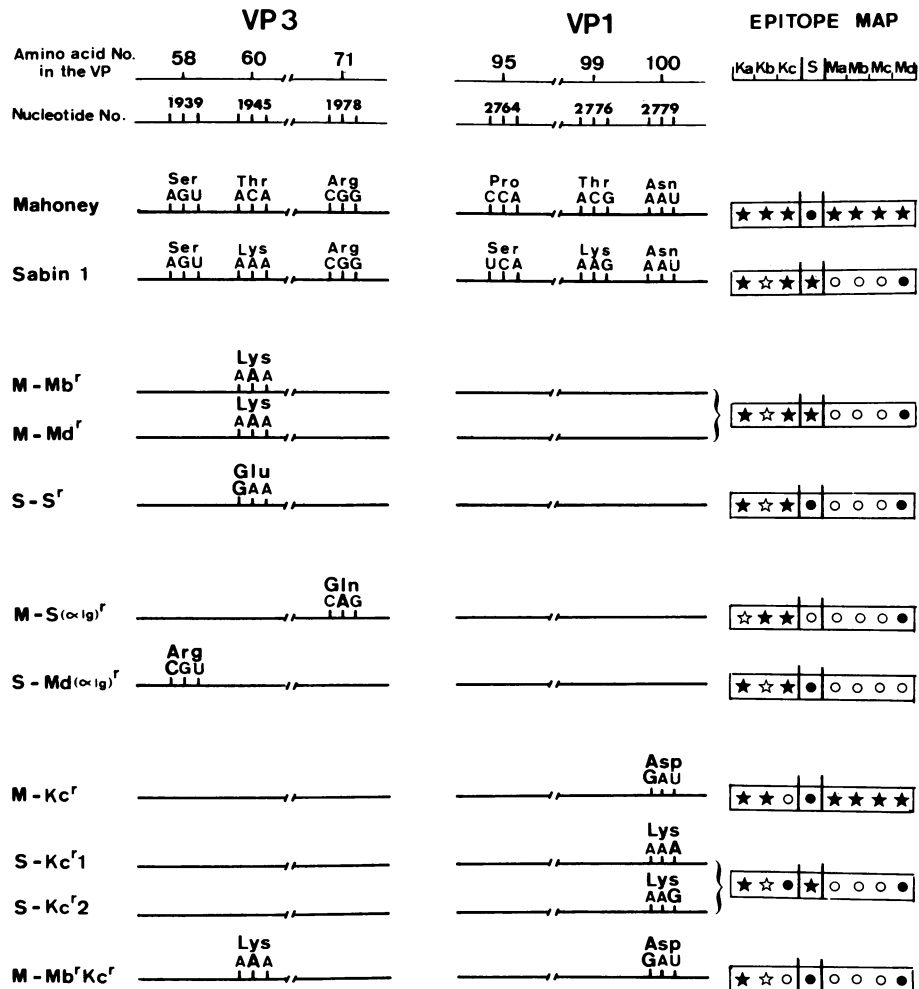 VP3 VP1 EPITOPE MAP
Amino acid No. in the VP 58 60 71 95 99 100 Ka Kb Kc S Ma Mb Mc Md
Nucleotide No. 1939 1945 1978 2764 2776 2779
Ser Thr Arg Pro Thr Asn
Mahoney AGU ACA CGG CCA ACG AAU ★ ★ ★ ● ★ ★ ★ ★
Ser Lys Arg Ser Lys Asn
Sabin 1 AGU AAA CGG UCA AAG AAU ★ ☆ ★ ★ ○ ○ ○ ●
Lys
M-Mbʳ AAA
Lys ★ ☆ ★ ★ ○ ○ ○ ●
M-Mdʳ AAA
Glu
S-Sʳ GAA ★ ☆ ★ ● ○ ○ ○ ●
Gln
M-S(∝Ig)ʳ CAG ☆ ★ ★ ○ ○ ○ ○ ●
Arg
S-Md(∝Ig)ʳ CGU ★ ☆ ★ ● ○ ○ ○ ○
Asp
M-Kcʳ GAU ★ ★ ○ ● ★ ★ ★ ★
Lys
S-Kcʳ1 AAA
Lys ★ ☆ ● ★ ○ ○ ○ ●
S-Kcʳ2 AAG
Lys Asp
M-MbʳKcʳ AAA GAU ★ ☆ ○ ● ○ ○ ○ ●